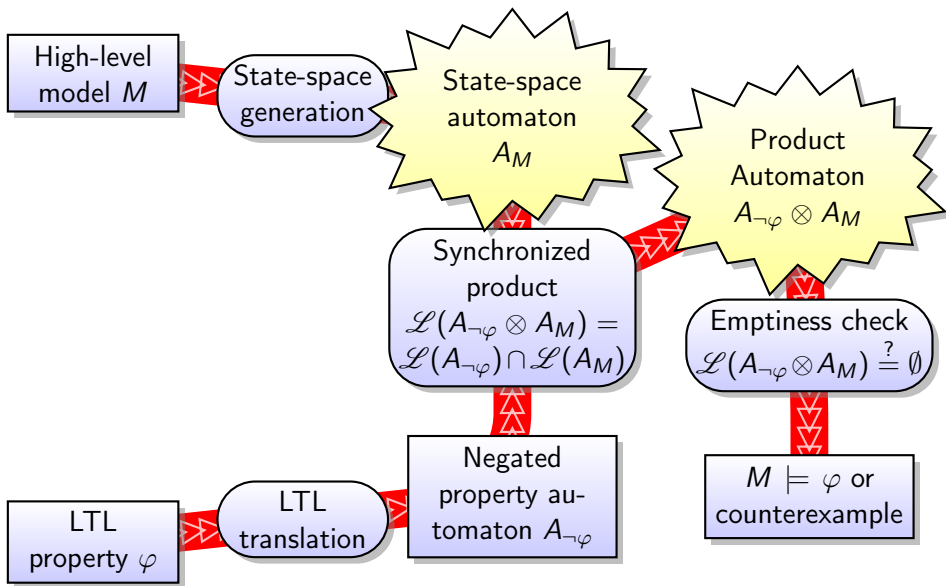 High-level
model M
State-space
generation
State-space
automaton
A_M
Product
Automaton
A_{¬φ} ⊗ A_M
Synchronized
product
ℒ(A_{¬φ} ⊗ A_M) =
ℒ(A_{¬φ}) ∩ ℒ(A_M)
Emptiness check
ℒ(A_{¬φ} ⊗ A_M) ≟ ∅
LTL
property φ
LTL
translation
Negated
property au-
tomaton A_{¬φ}
M ⊨ φ or
counterexample